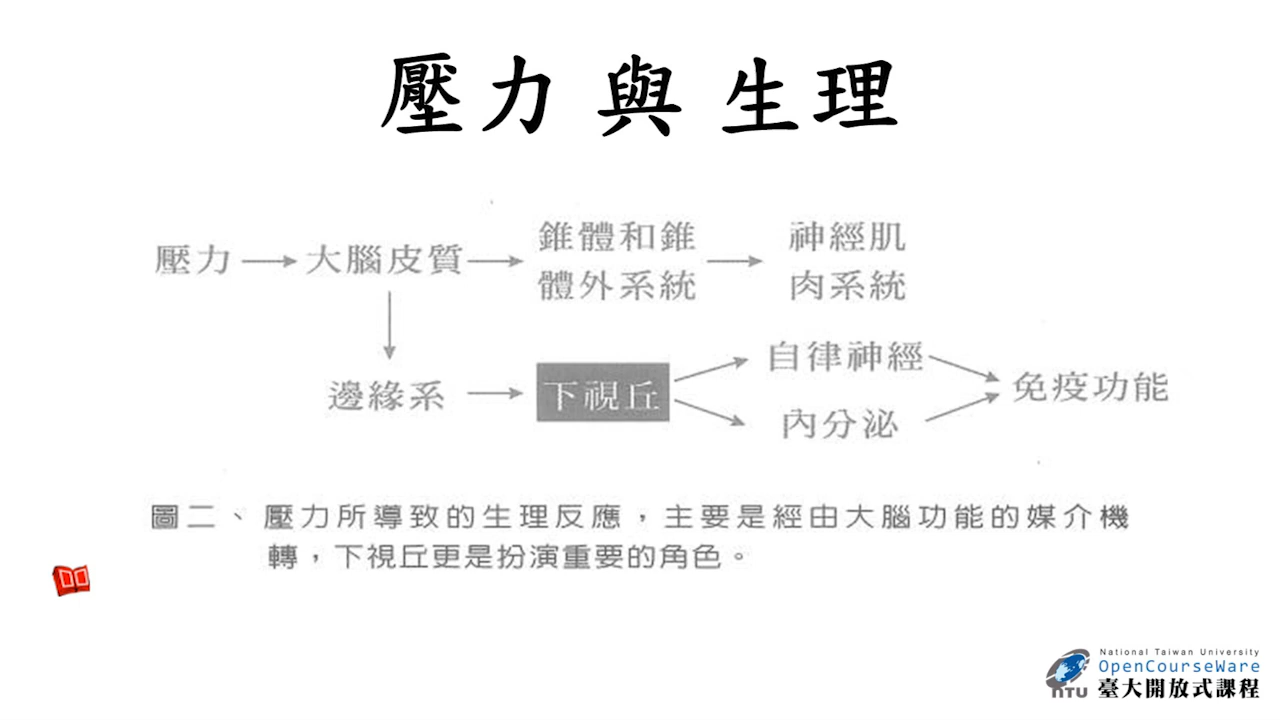 壓力與生理
壓力
大腦皮質
錐體和錐
體外系統
神經肌
肉系統
邊緣系
下視丘
自律神經
內分泌
免疫功能
圖二、壓力所導致的生理反應，主要是經由大腦功能的媒介機
轉，下視丘更是扮演重要的角色。
National Taiwan University
OpenCourseWare
NTU
臺大開放式課程